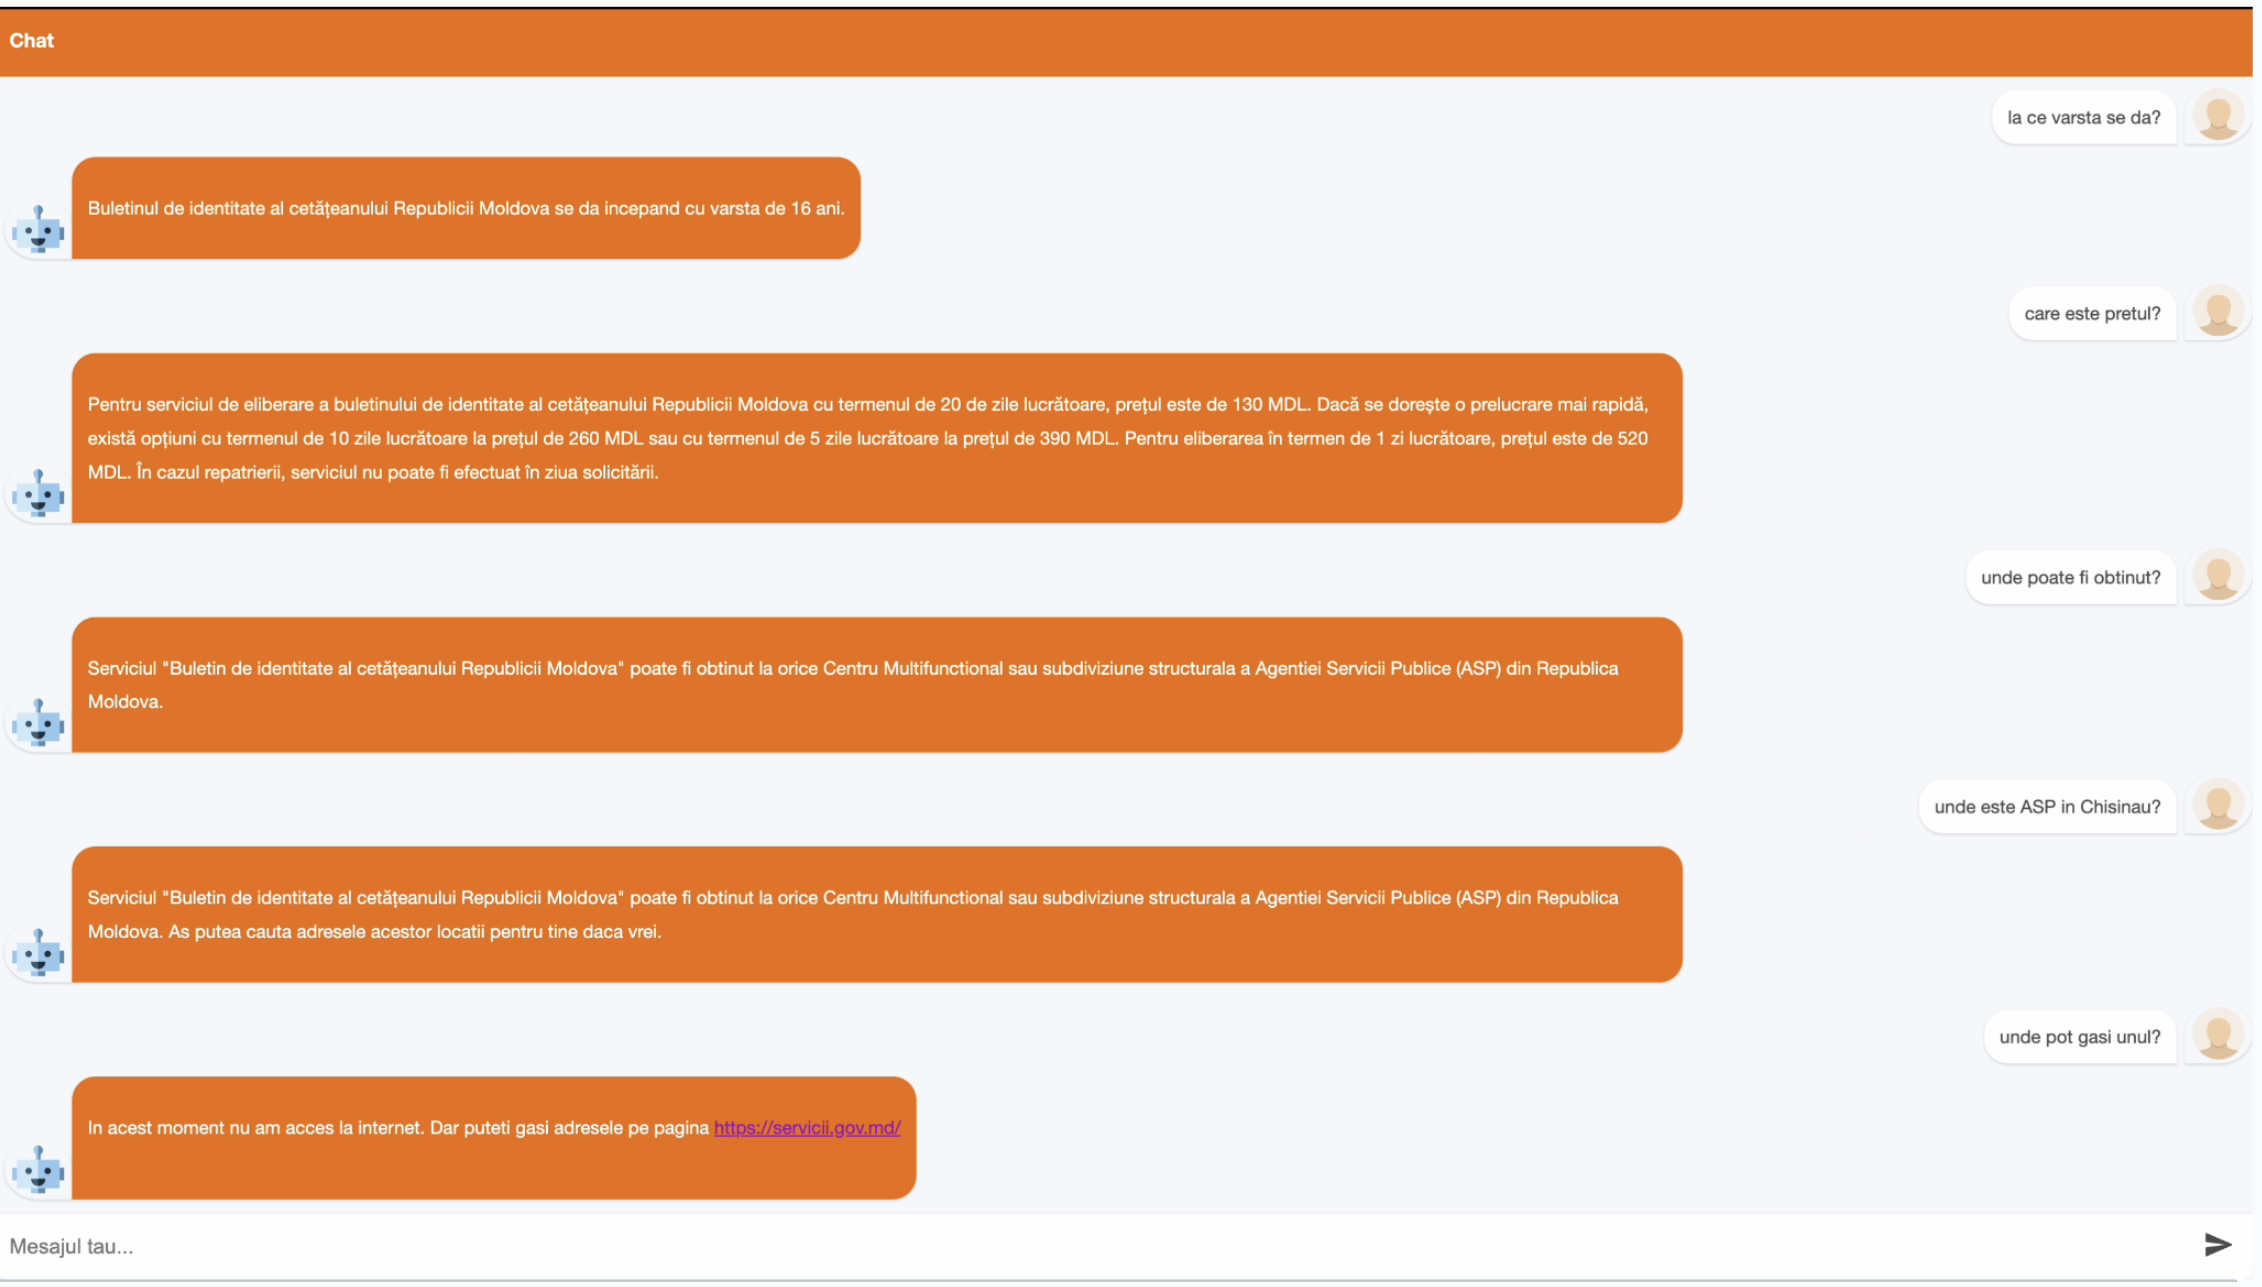 Chat
la ce varsta se da?
Buletinul de identitate al cetățeanului Republicii Moldova se da incepand cu varsta de 16 ani.
care este pretul?
Pentru serviciul de eliberare a buletinului de identitate al cetățeanului Republicii Moldova cu termenul de 20 de zile lucrătoare, prețul este de 130 MDL. Dacă se dorește o prelucrare mai rapidă,
există opțiuni cu termenul de 10 zile lucrătoare la prețul de 260 MDL sau cu termenul de 5 zile lucrătoare la prețul de 390 MDL. Pentru eliberarea în termen de 1 zi lucrătoare, prețul este de 520
MDL. În cazul repatrierii, serviciul nu poate fi efectuat în ziua solicitării.
unde poate fi obtinut?
Serviciul "Buletin de identitate al cetățeanului Republicii Moldova" poate fi obtinut la orice Centru Multifunctional sau subdiviziune structurala a Agentiei Servicii Publice (ASP) din Republica
Moldova.
unde este ASP in Chisinau?
Serviciul "Buletin de identitate al cetățeanului Republicii Moldova" poate fi obtinut la orice Centru Multifunctional sau subdiviziune structurala a Agentiei Servicii Publice (ASP) din Republica
Moldova. As putea cauta adresele acestor locatii pentru tine daca vrei.
unde pot gasi unul?
In acest moment nu am acces la internet. Dar puteti gasi adresele pe pagina https://servicii.gov.md/
Mesajul tau...